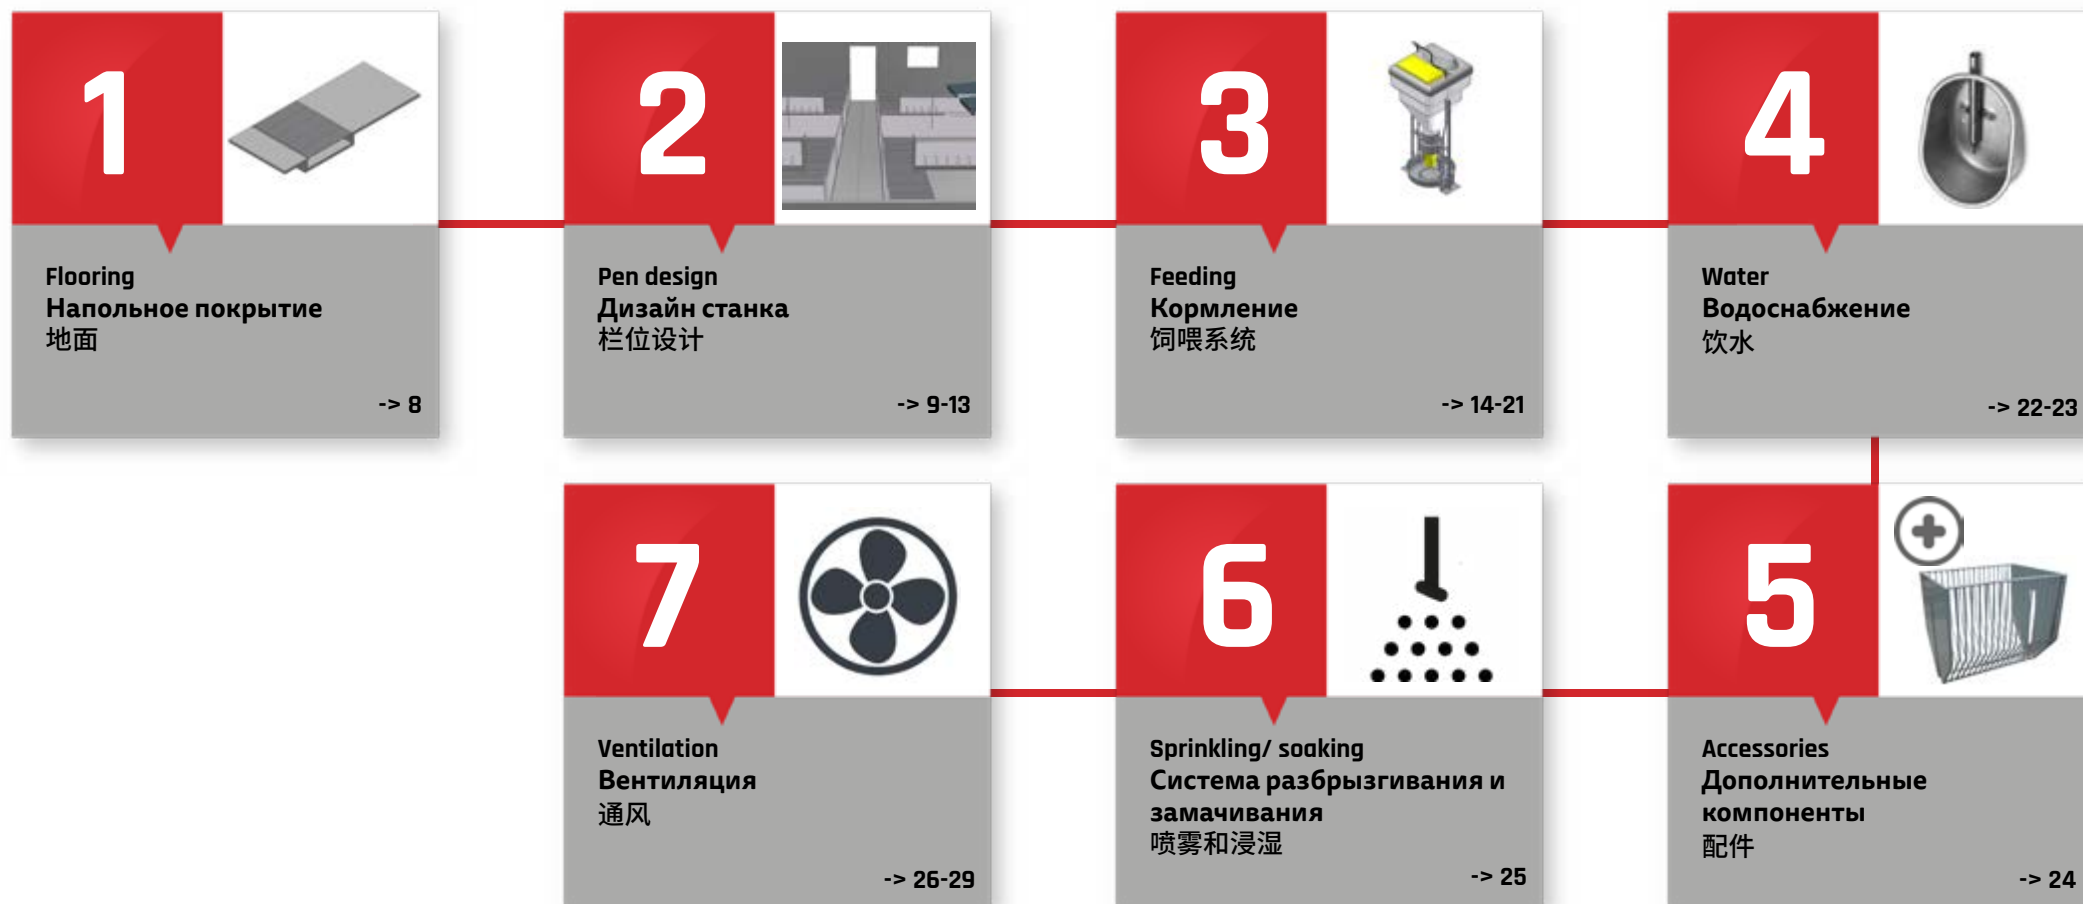 1
Flooring
Напольное покрытие
地面
-> 8
2
Pen design
Дизайн станка
栏位设计
-> 9-13
3
Feeding
Кормление
饲喂系统
-> 14-21
4
Water
Водоснабжение
饮水
-> 22-23
7
Ventilation
Вентиляция
通风
-> 26-29
6
Sprinkling/ soaking
Система разбрызгивания и
замачивания
喷雾和浸湿
-> 25
5
Accessories
Дополнительные
компоненты
配件
-> 24